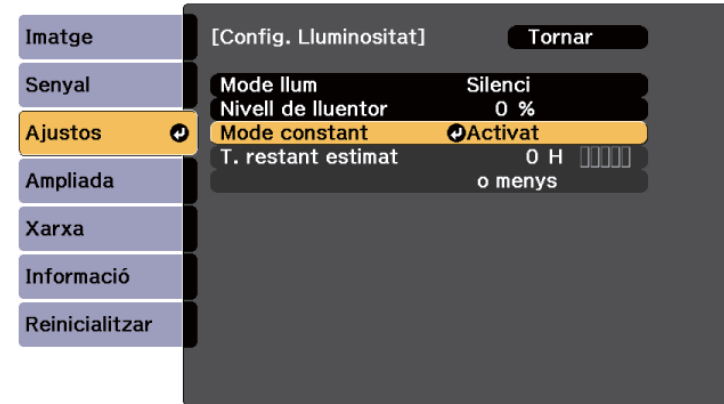 Imatge
Senyal
Ajustos
Ampliada
Xarxa
Informació
Reinicialitzar
[Config. Lluminositat] Tornar
Mode llum Silenci
Nivell de lluentor 0 %
Mode constant Activat
T. restant estimat 0 H
o menys